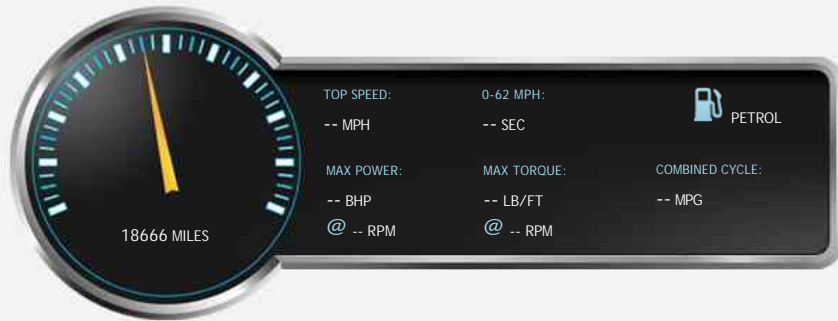 TOP SPEED:
-- MPH
0-62 MPH:
-- SEC
PETROL
MAX POWER:
-- BHP
@ -- RPM
MAX TORQUE:
-- LB/FT
@ -- RPM
COMBINED CYCLE:
-- MPG
18666 MILES